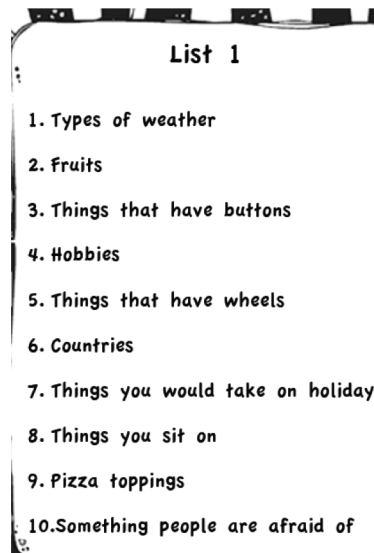 List 1
1. Types of weather
2. Fruits
3. Things that have buttons
4. Hobbies
5. Things that have wheels
6. Countries
7. Things you would take on holiday
8. Things you sit on
9. Pizza toppings
10.Something people are afraid of